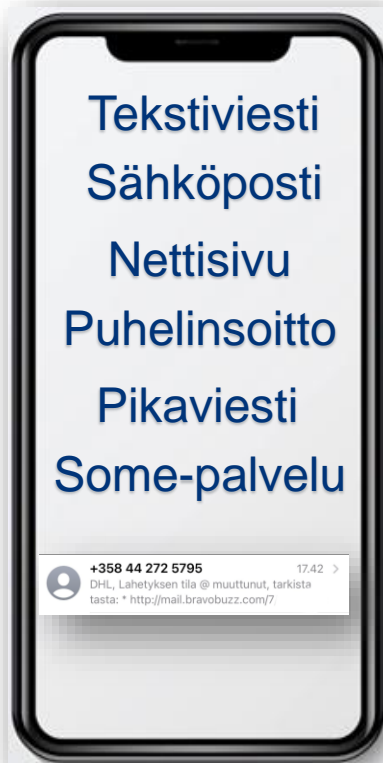 Tekstiviesti
Sähköposti
Nettisivu
Puhelinsoitto
Pikaviesti
Some-palvelu
+358 44 272 5795 17.42
DHL, Lahetyksen tila @ muuttunut, tarkista
tasta: * http://mail.bravobuzz.com/7